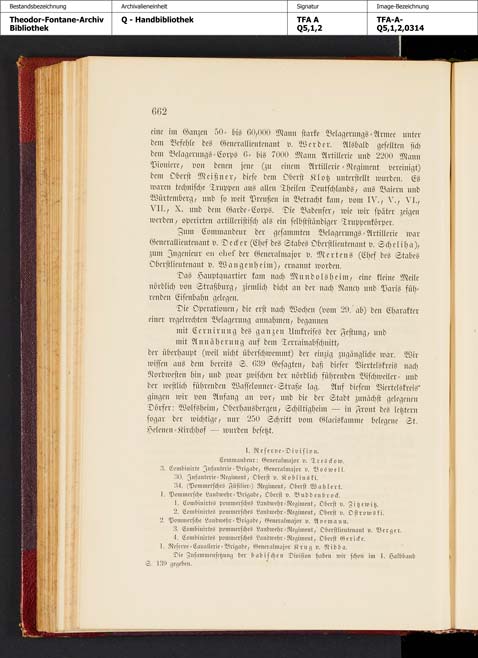 Bestandsbezeichnung
Archivalieneinheit
Signatur
Image-Bezeichnung
Theodor-Fontane-Archiv
Bibliothek
Q - Handbibliothek
TFA A
Q5,1,2
TFA-A-
Q5,1,2,0314
662
eine im Ganzen 50- bis 60,000 Mann starke Belagerungs-Armee unter
dem Befehle des Generallieutenant v. Werder. Alsbald gesellten sich
dem Belagerungs-Corps 6- bis 7000 Mann Artillerie und 2200 Mann
Pioniere, von denen jene (zu einem Artillerie-Regiment vereinigt)
dem Oberst Meißner, diese dem Oberst Klotz unterstellt wurden. Es
waren technische Truppen aus allen Theilen Deutschlands, aus Baiern und
Württemberg, und so weit Preußen in Betracht kam, vom IV., V., VI.,
VII., X. und dem Garde-Corps. Die Badenser, wie wir später zeigen
werden, operirten artilleristisch als ein selbstständiger Truppenkörper.
Zum Commandeur der gesammten Belagerungs-Artillerie war
Generallieutenant v. Decker (Chef des Stabes Oberstlieutenant v. Scheliha),
zum Ingenieur en chef der Generalmajor v. Mertens (Chef des Stabes
Oberstlieutenant v. Wangenheim), ernannt worden.
Das Hauptquartier kam nach Mundolsheim, eine kleine Meile
nördlich von Straßburg, ziemlich dicht an der nach Nancy und Paris füh-
renden Eisenbahn gelegen.
Die Operationen, die erst nach Wochen (vom 29. ab) den Charakter
einer regelrechten Belagerung annahmen, begannen
mit Cernirung des ganzen Umkreises der Festung, und
mit Annäherung auf dem Terrainabschnitt,
der überhaupt (weil nicht überschwemmt) der einzig zugängliche war. Wir
wissen aus dem bereits S. 639 Gesagten, daß dieser Viertelskreis nach
Nordwesten hin, und zwar zwischen der nördlich führenden Bischweiler- und
der westlich führenden Wasselonner-Straße lag. Auf diesem Viertelskreis
gingen wir von Anfang an vor, und die der Stadt zunächst gelegenen
Dörfer: Wolfsheim, Oberhausbergen, Schiltigheim — in Front des letztern
sogar der wichtige, nur 250 Schritt vom Glaciskamme belegene St.
Helenen-Kirchhof — wurden besetzt.
1. Reserve-Division.
Commandeur: Generalmajor v. Tresckow.
3. Combinirte Infanterie-Brigade, Generalmajor v. Boswell.
30. Infanterie-Regiment, Oberst v. Koblinski.
34. (Pommersches Füsilier-) Regiment, Oberst Wahlert.
1. Pommersche Landwehr-Brigade, Oberst v. Buddenbrock.
1. Combinirtes pommersches Landwehr-Regiment, Oberst v. Zitzewitz.
2. Combinirtes pommersches Landwehr-Regiment, Oberst v. Ostrowski.
2. Pommersche Landwehr-Brigade, Generalmajor v. Avemann.
3. Combinirtes pommersches Landwehr-Regiment, Oberstlieutenant v. Berger.
4. Combinirtes pommersches Landwehr-Regiment, Oberst Gericke.
1. Reserve-Cavallerie-Brigade, Generalmajor Krug v. Nidda.
Die Zusammensetzung der badischen Division haben wir schon im 1. Halbband
S. 139 gegeben.